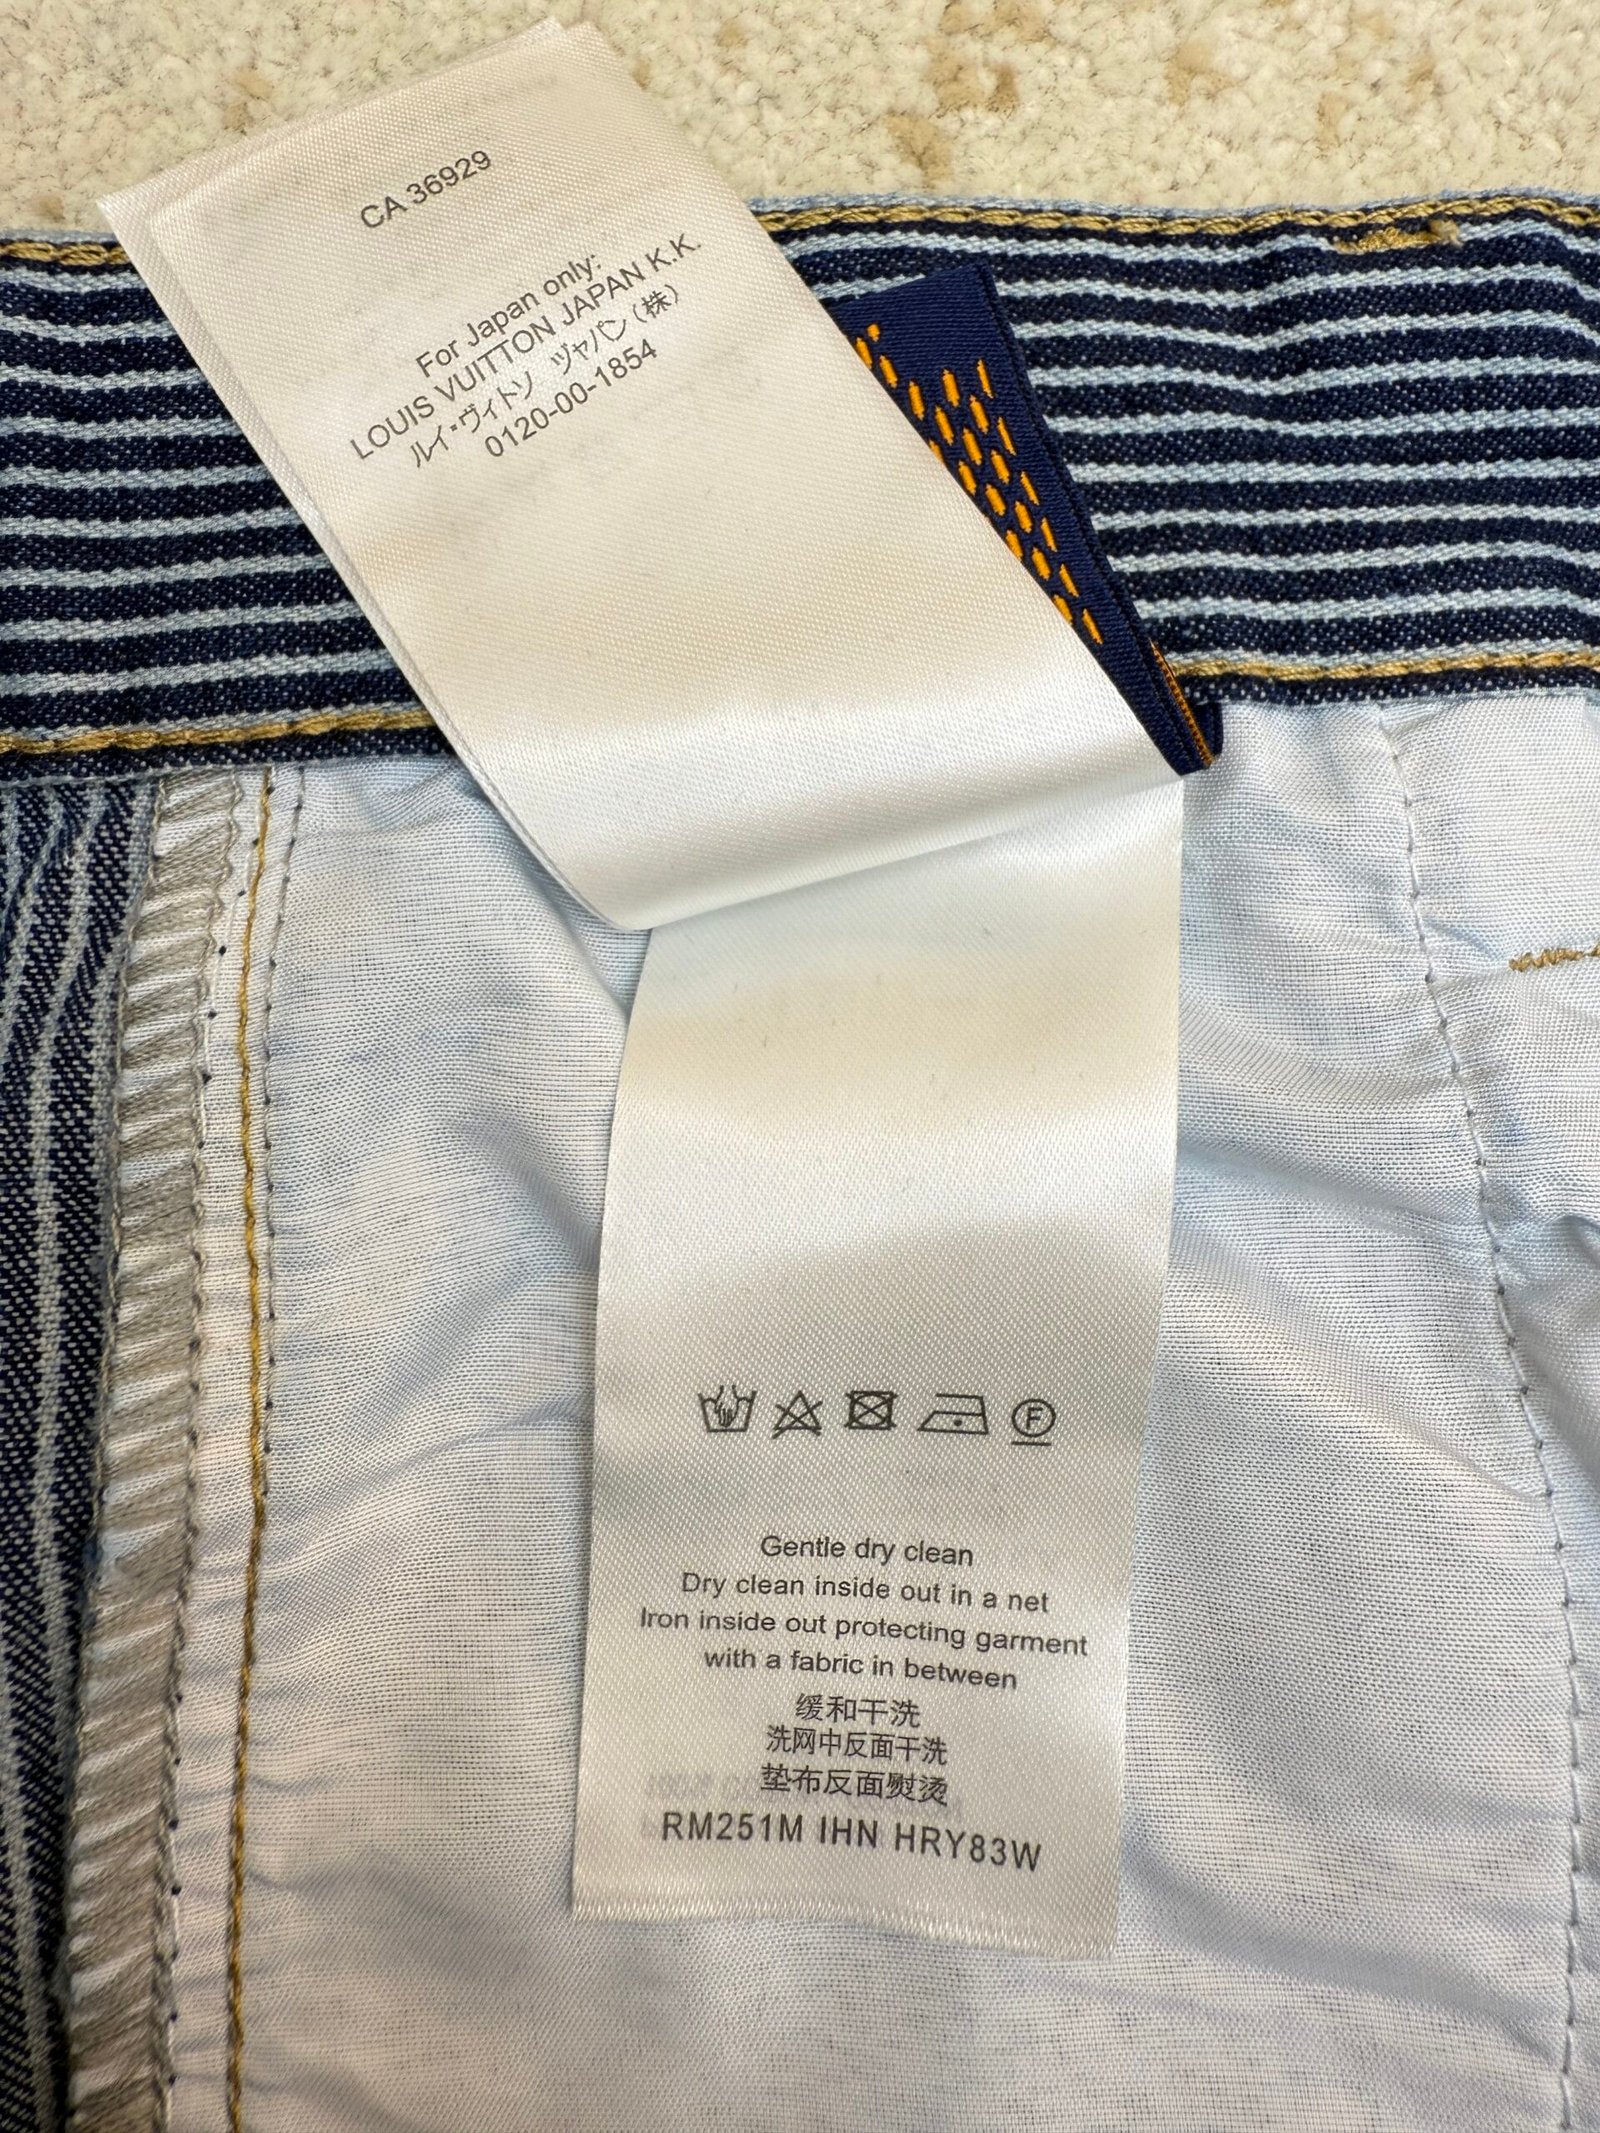 CA 36929
For Japan only:
LOUIS VUITTON JAPAN K.K.
ルイ・ヴィトン ジャパン(株)
0120-00-1854
F
Gentle dry clean
Dry clean inside out in a net
Iron inside out protecting garment
with a fabric in between
缓和干洗
洗网中反面干洗
垫布反面熨烫
RM251M IHN HRY83W